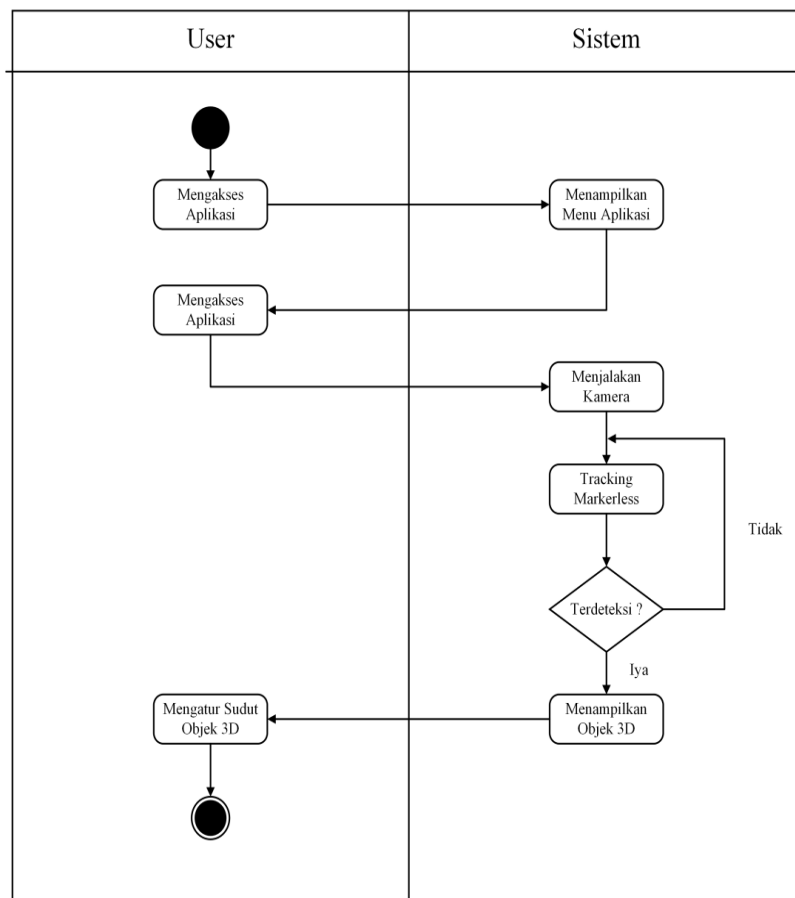 User
Sistem
Mengakses
Aplikasi
Menampilkan
Menu Aplikasi
Mengakses
Aplikasi
Menjalakan
Kamera
Tracking
Markerless
Tidak
Terdeteksi ?
Iya
Mengatur Sudut
Objek 3D
Menampilkan
Objek 3D